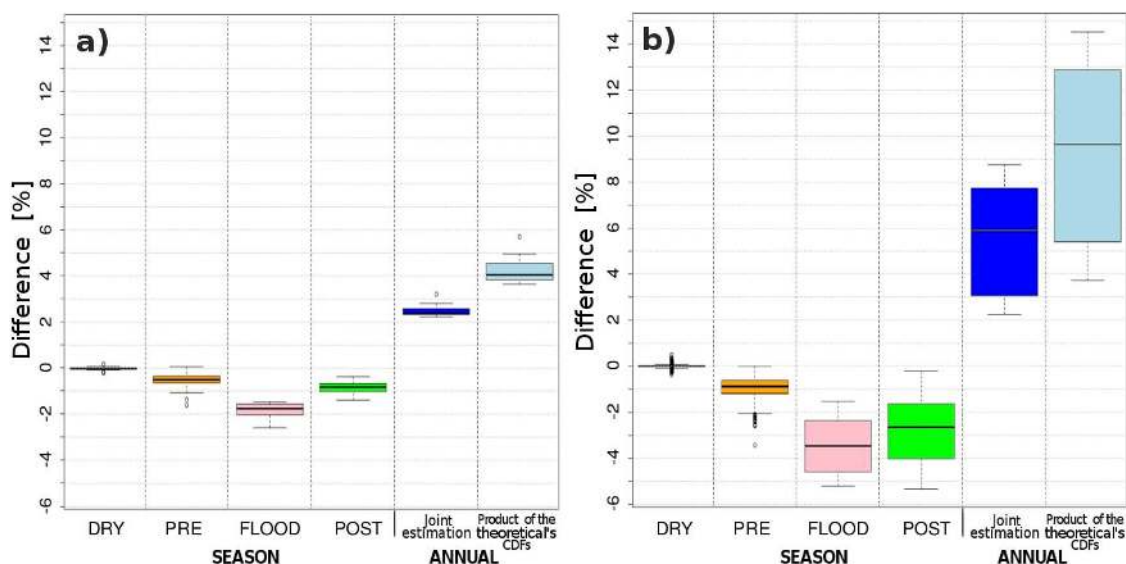 a)
Difference [%]
14
12
10
8
6
4
2
0
-2
-4
-6
DRY PRE FLOOD POST Joint estimation Product of the theoretical's CDFs
SEASON ANNUAL
b)
Difference [%]
14
12
10
8
6
4
2
0
-2
-4
-6
DRY PRE FLOOD POST Joint estimation Product of the theoretical's CDFs
SEASON ANNUAL